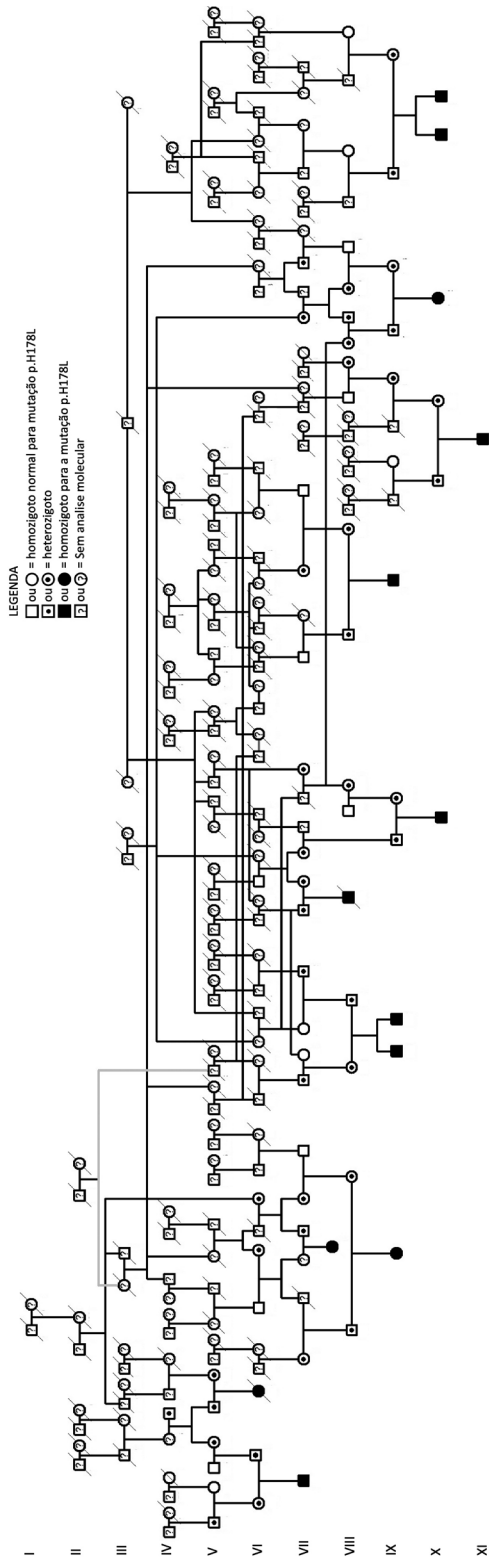 LEGENDA
ou = homozigoto normal para mutação p.H178L
ou = heterozigoto
ou = homozigoto para a mutação p.H178L
? ou ? = Sem analise molecular
I
II
III
IV
V
VI
VII
VIII
IX
X
XI